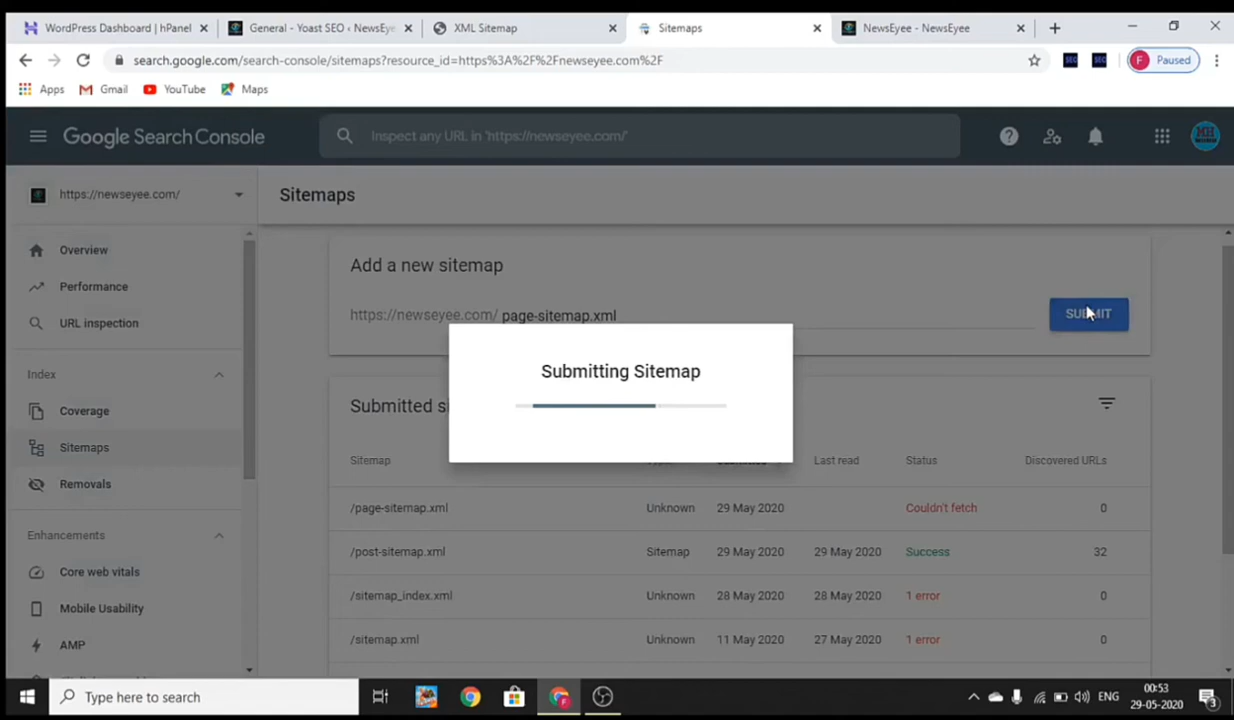 WordPress Dashboard | hPanel
General - Yoast SEO ‹ NewsEye
XML Sitemap
Sitemaps
NewsEyee - NewsEyee
search.google.com/search-console/sitemaps?resource_id=https%3A%2F%2Fnewseyee.com%2F
SEO
SEO
F
Paused
Apps
Gmail
YouTube
Maps
Google Search Console
Inspect any URL in 'https://newseyee.com/'
https://newseyee.com/
Sitemaps
Overview
Performance
URL inspection
Index
Coverage
Sitemaps
Removals
Enhancements
Core web vitals
Mobile Usability
AMP
Add a new sitemap
https://newseyee.com/ page-sitemap.xml
SUBMIT
Submitting Sitemap
Submitted si
Sitemap Last read Status Discovered URLs
/page-sitemap.xml Unknown 29 May 2020 Couldn't fetch 0
/post-sitemap.xml Sitemap 29 May 2020 29 May 2020 Success 32
/sitemap_index.xml Unknown 28 May 2020 28 May 2020 1 error 0
/sitemap.xml Unknown 11 May 2020 27 May 2020 1 error 0
Type here to search
ENG
00:53
29-05-2020
3